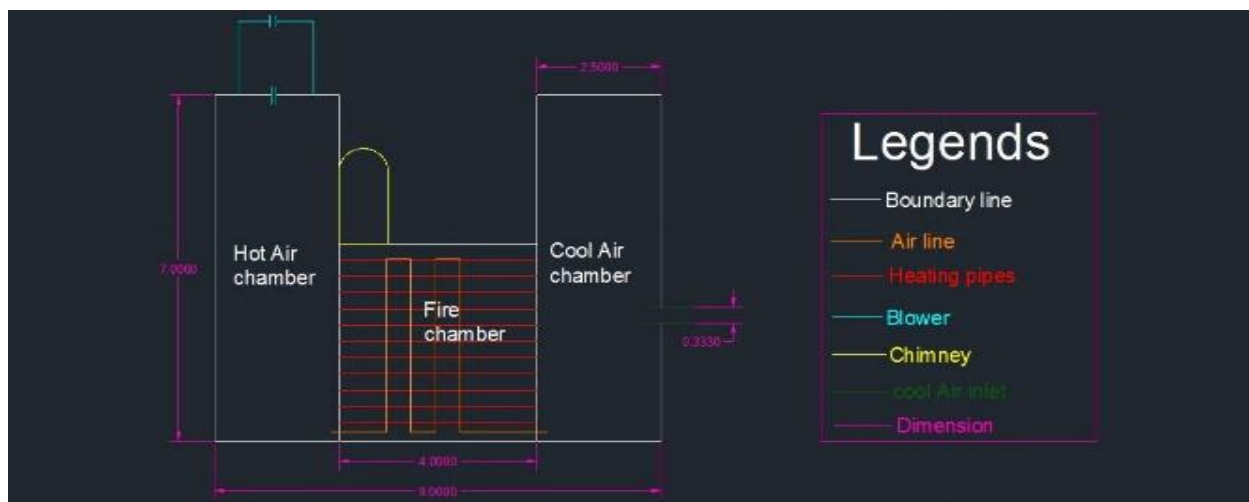 2.5000
Legends
Boundary line
Air line
Heating pipes
Blower
Chimney
cool Air inlet
Dimension
Hot Air
chamber
Cool Air
chamber
7.0000
Fire
chamber
0.3330
4.0000
9.0000